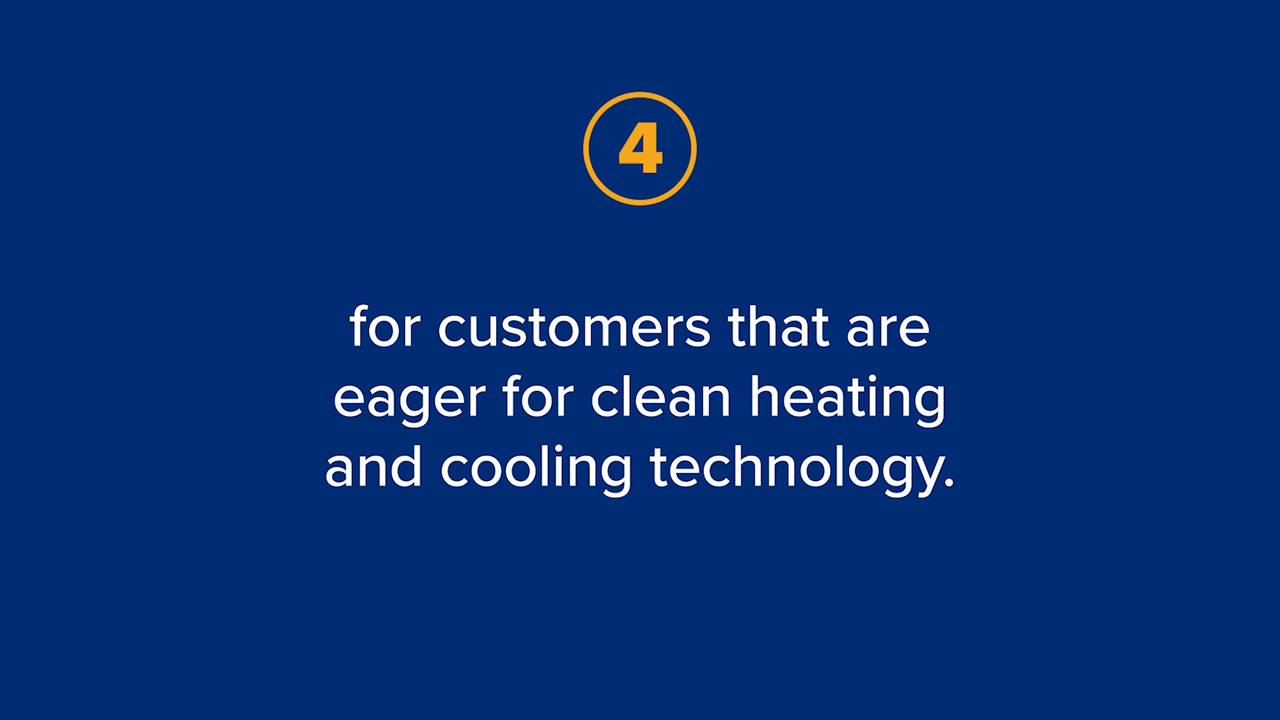 4
for customers that are
eager for clean heating
and cooling technology.